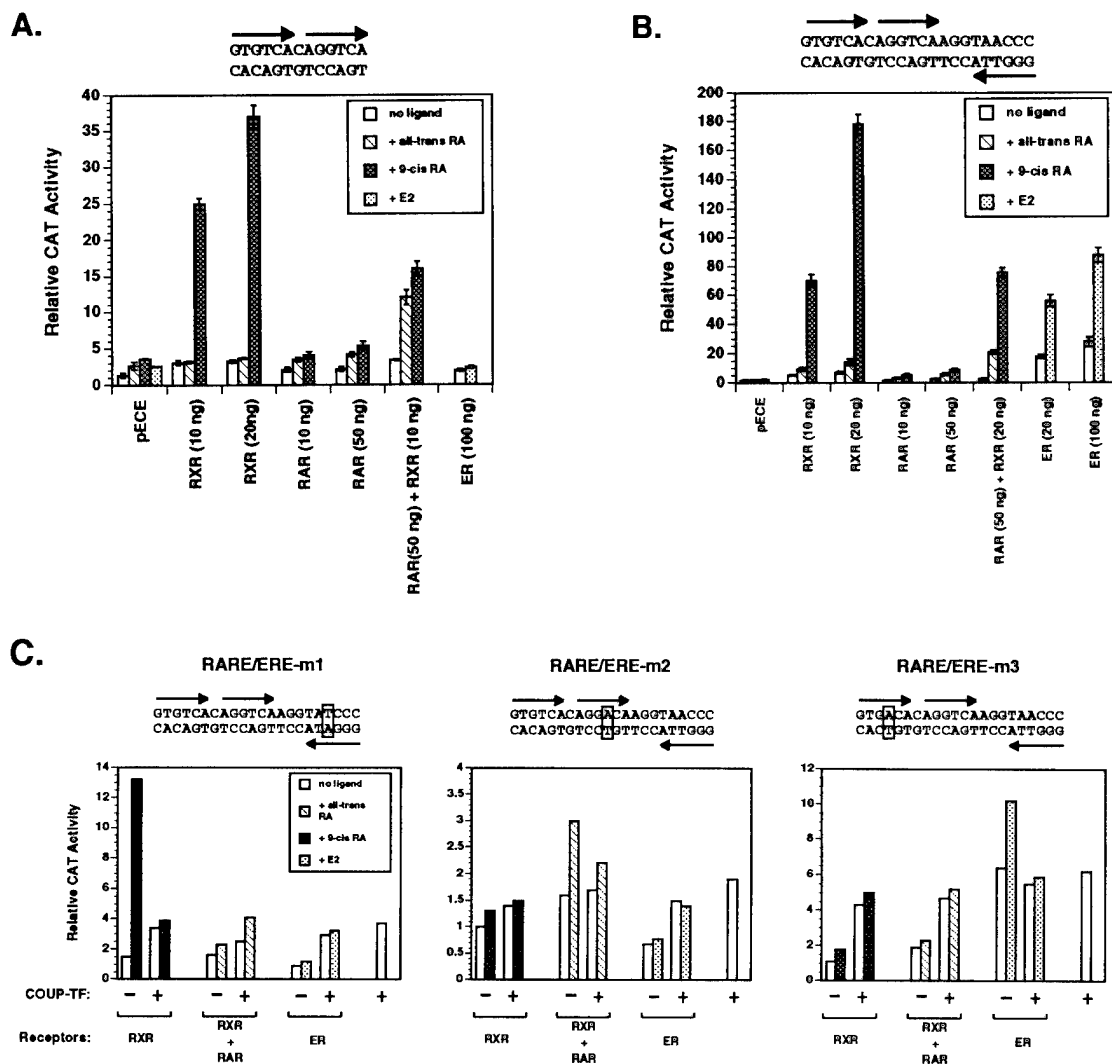 A.
GTGTCACAGGTCA
CACAGTGTCCAGT
40
35
30
25
20
15
10
5
0
Relative CAT Activity
no ligand
+ all-trans RA
+ 9-cis RA
+ E2
pECE
RXR (10 ng)
RXR (20ng)
RAR (10 ng)
RAR (50 ng)
RAR(50 ng) + RXR (10 ng)
ER (100 ng)
B.
GTGTCACAGGTCAAGGTAACCC
CACAGTGTCCAGTTCCATTGGG
200
180
160
140
120
100
80
60
40
20
0
Relative CAT Activity
no ligand
+ all-trans RA
+ 9-cis RA
+ E2
pECE
RXR (10 ng)
RXR (20 ng)
RAR (10 ng)
RAR (50 ng)
RAR (50 ng) + RXR (20 ng)
ER (20 ng)
ER (100 ng)
C.
RARE/ERE-m1
GTGTCACAGGTCAAGGTATCCC
CACAGTGTCCAGTTCCATAGGG
14
12
10
8
6
4
2
0
Relative CAT Activity
no ligand
+ all-trans
RA
+ 9-cis RA
+ E2
RARE/ERE-m2
GTGTCACAGGACAAGGTAACCC
CACAGTGTCCTGTTCCATTGGG
4
3.5
3
2.5
2
1.5
1
0.5
0
RARE/ERE-m3
GTGACACAGGTCAAGGTAACCC
CACTGTGTCCAGTTCCATTGGG
12
10
8
6
4
2
0
COUP-TF: − + − + − + + − + − + − + + − + − + − + +
Receptors: RXR RXR + RAR ER RXR RXR + RAR ER RXR RXR + RAR ER